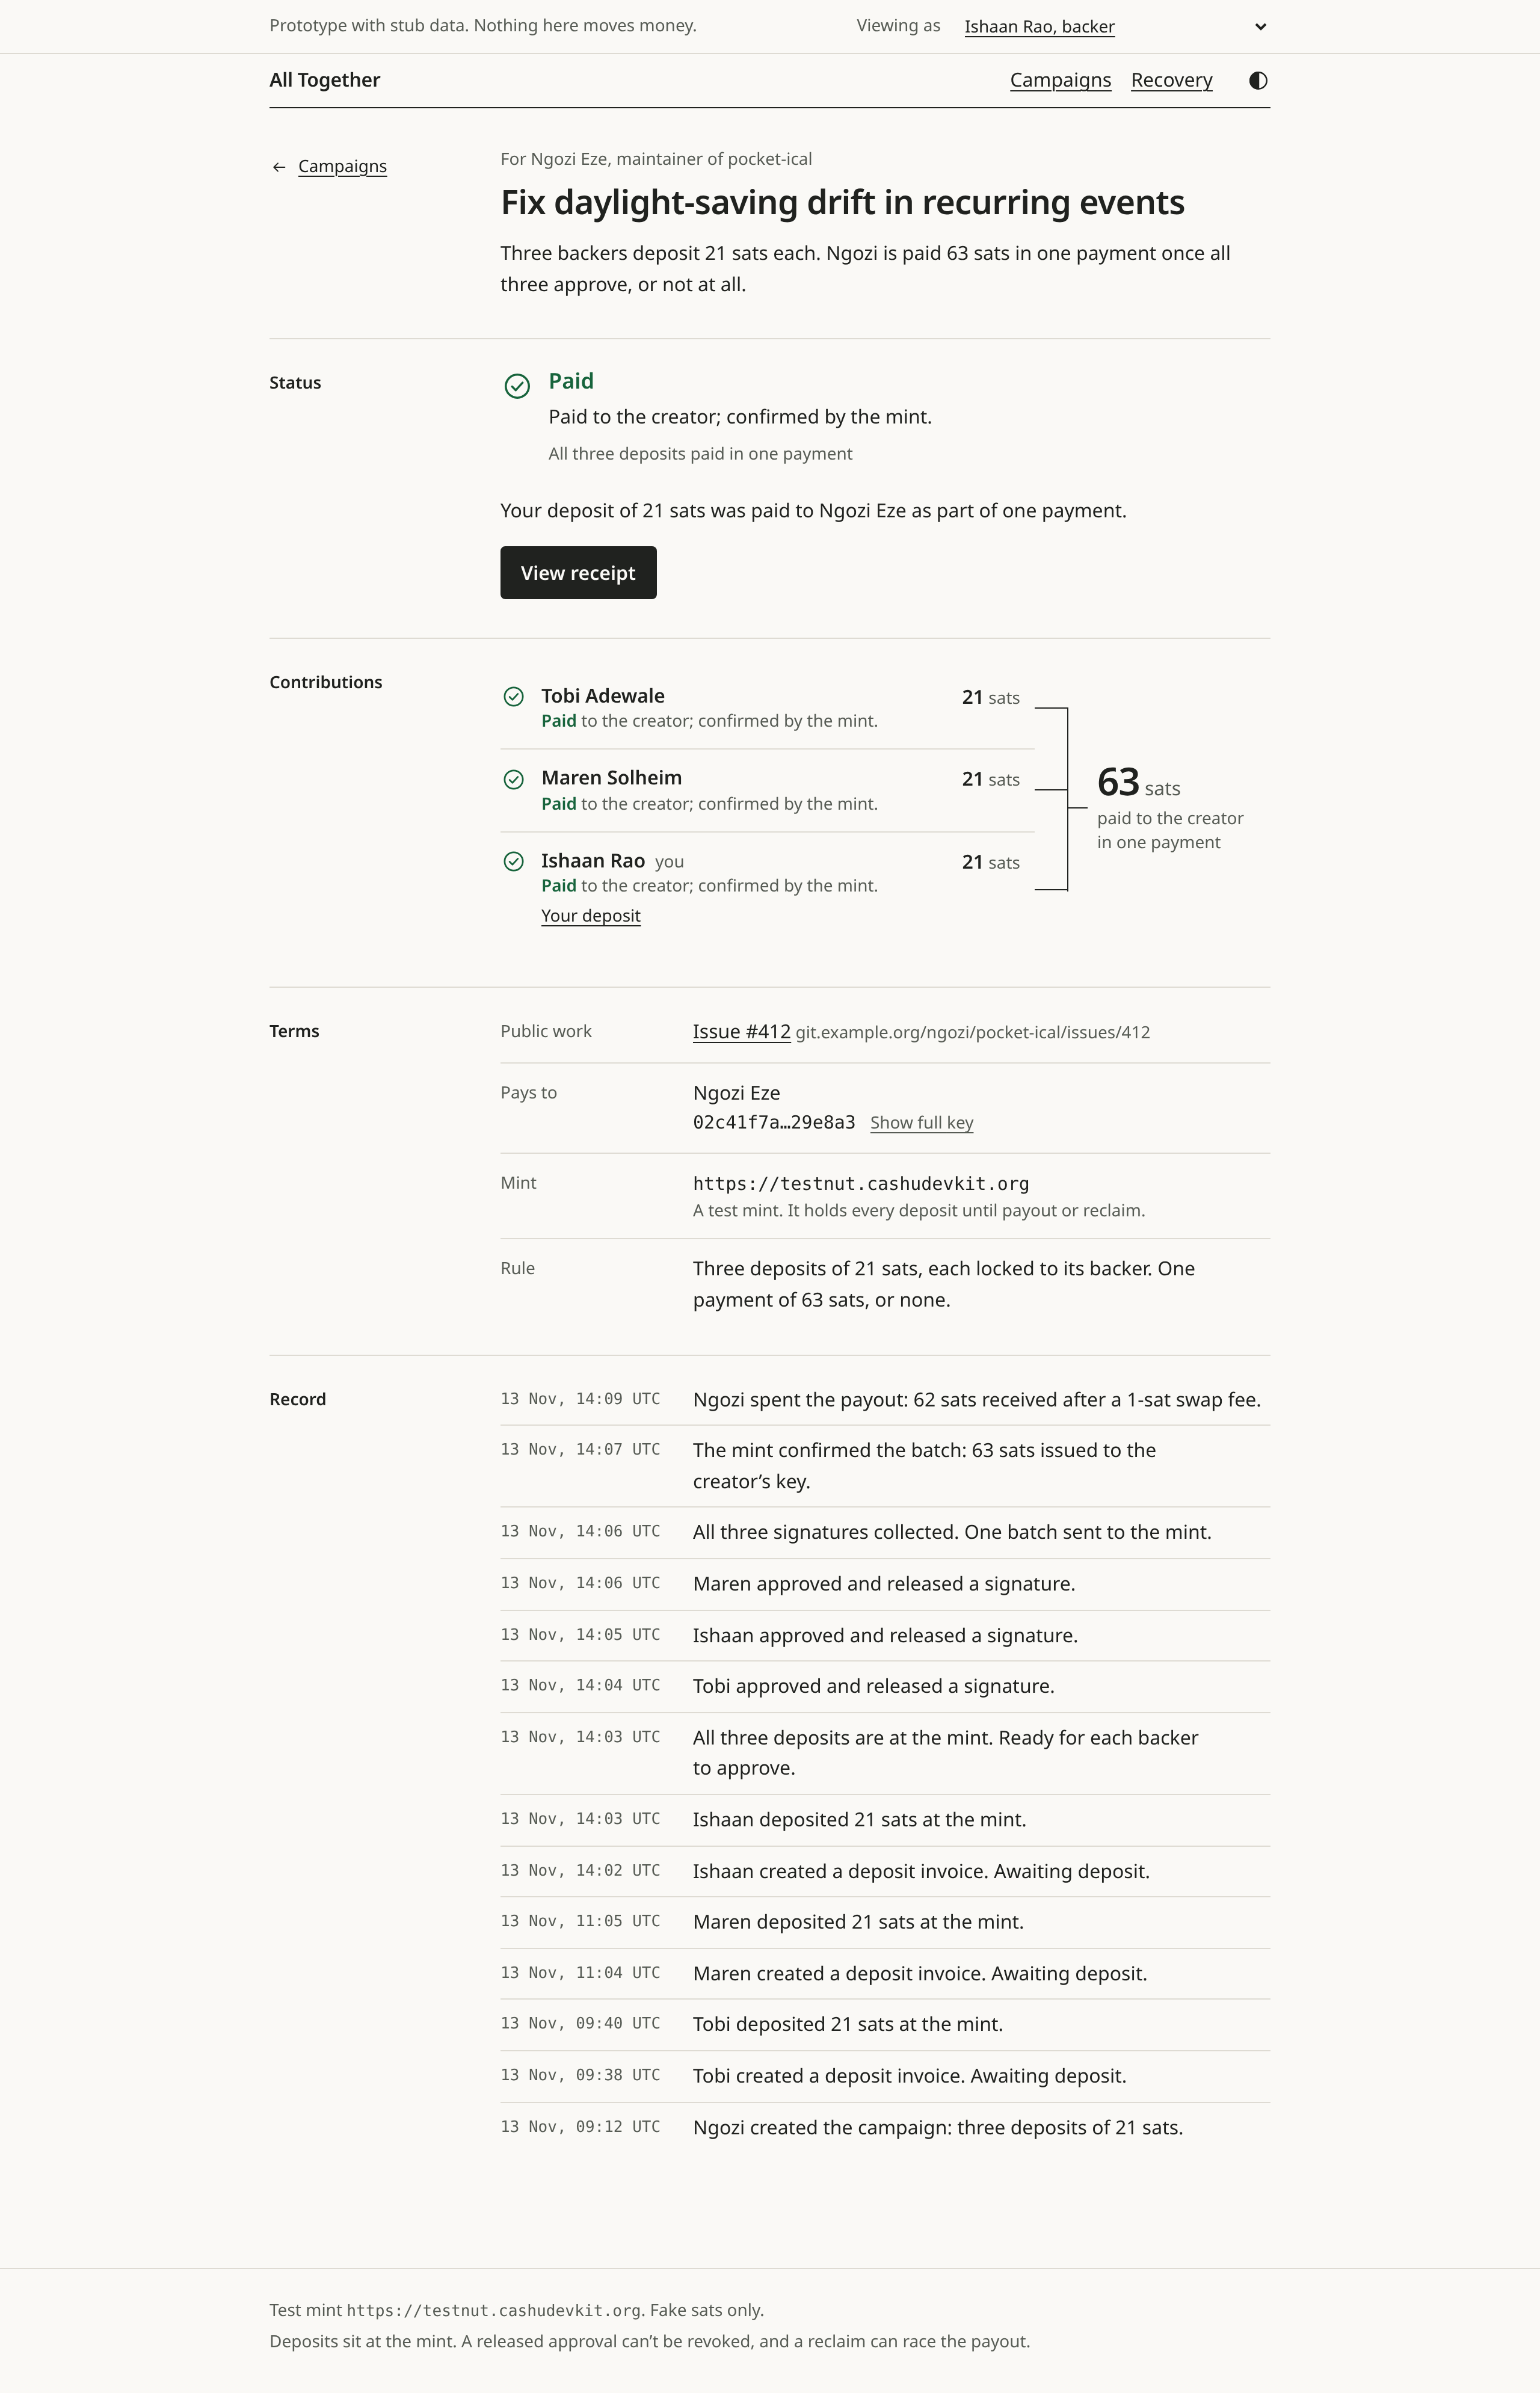 Prototype with stub data. Nothing here moves money.
Viewing as Ishaan Rao, backer
All Together
Campaigns Recovery
← Campaigns
For Ngozi Eze, maintainer of pocket-ical
Fix daylight-saving drift in recurring events
Three backers deposit 21 sats each. Ngozi is paid 63 sats in one payment once all
three approve, or not at all.
Status
Paid
Paid to the creator; confirmed by the mint.
All three deposits paid in one payment
Your deposit of 21 sats was paid to Ngozi Eze as part of one payment.
View receipt
Contributions
Tobi Adewale
21 sats
Paid to the creator; confirmed by the mint.
Maren Solheim
21 sats
Paid to the creator; confirmed by the mint.
Ishaan Rao you
21 sats
Paid to the creator; confirmed by the mint.
Your deposit
63 sats
paid to the creator
in one payment
Terms
Public work
Issue #412 git.example.org/ngozi/pocket-ical/issues/412
Pays to
Ngozi Eze
02c41f7a…29e8a3 Show full key
Mint
https://testnut.cashudevkit.org
A test mint. It holds every deposit until payout or reclaim.
Rule
Three deposits of 21 sats, each locked to its backer. One
payment of 63 sats, or none.
Record
13 Nov, 14:09 UTC Ngozi spent the payout: 62 sats received after a 1-sat swap fee.
13 Nov, 14:07 UTC The mint confirmed the batch: 63 sats issued to the
creator’s key.
13 Nov, 14:06 UTC All three signatures collected. One batch sent to the mint.
13 Nov, 14:06 UTC Maren approved and released a signature.
13 Nov, 14:05 UTC Ishaan approved and released a signature.
13 Nov, 14:04 UTC Tobi approved and released a signature.
13 Nov, 14:03 UTC All three deposits are at the mint. Ready for each backer
to approve.
13 Nov, 14:03 UTC Ishaan deposited 21 sats at the mint.
13 Nov, 14:02 UTC Ishaan created a deposit invoice. Awaiting deposit.
13 Nov, 11:05 UTC Maren deposited 21 sats at the mint.
13 Nov, 11:04 UTC Maren created a deposit invoice. Awaiting deposit.
13 Nov, 09:40 UTC Tobi deposited 21 sats at the mint.
13 Nov, 09:38 UTC Tobi created a deposit invoice. Awaiting deposit.
13 Nov, 09:12 UTC Ngozi created the campaign: three deposits of 21 sats.
Test mint https://testnut.cashudevkit.org. Fake sats only.
Deposits sit at the mint. A released approval can’t be revoked, and a reclaim can race the payout.